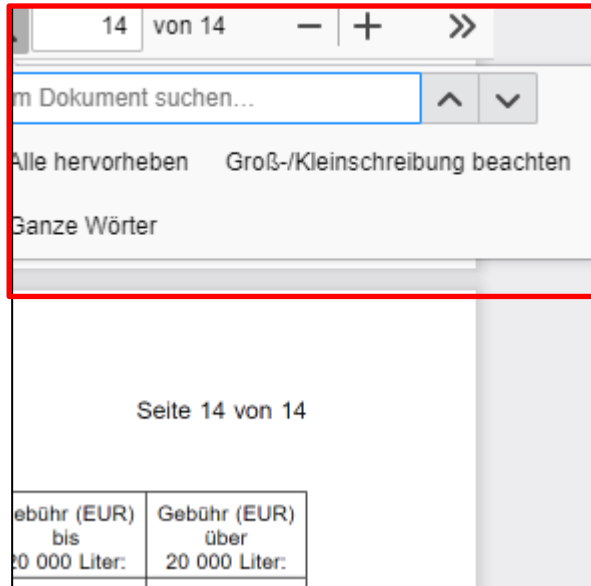 14 von 14
m Dokument suchen...
Alle hervorheben Groß-/Kleinschreibung beachten
Ganze Wörter
Seite 14 von 14
ebühr (EUR) Gebühr (EUR)
bis über
20 000 Liter: 20 000 Liter: